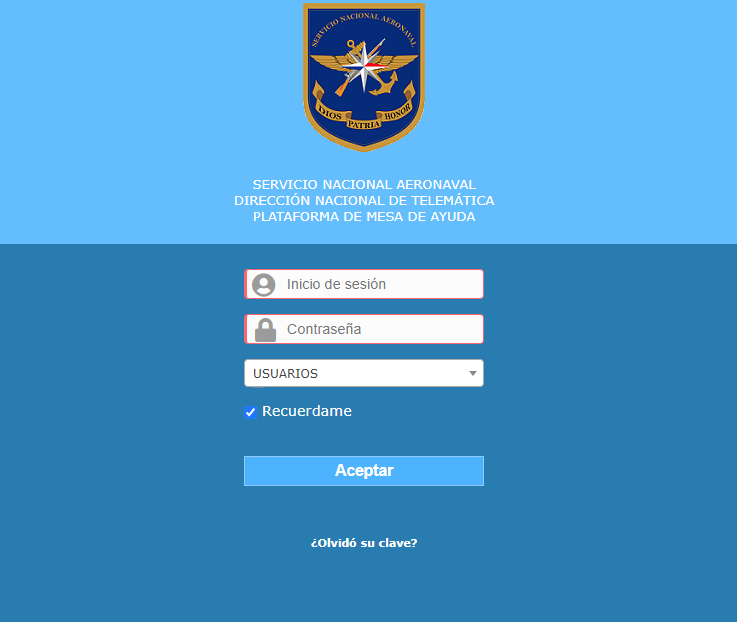 SERVICIO NACIONAL AERONAVAL
DIOS PATRIA HONOR
SERVICIO NACIONAL AERONAVAL
DIRECCIÓN NACIONAL DE TELEMÁTICA
PLATAFORMA DE MESA DE AYUDA
Inicio de sesión
Contraseña
USUARIOS
Recuerdame
Aceptar
¿Olvidó su clave?